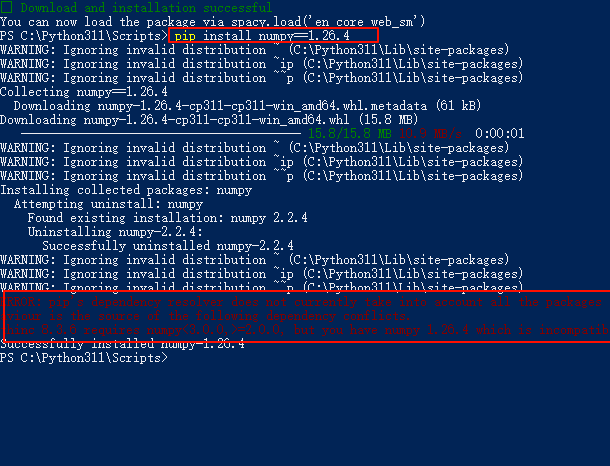 Download and installation successful
You can now load the package via spacy.load('en_core_web_sm')
PS C:\Python311\Scripts> pip install numpy==1.26.4
WARNING: Ignoring invalid distribution ~ (C:\Python311\Lib\site-packages)
WARNING: Ignoring invalid distribution ~ip (C:\Python311\Lib\site-packages)
WARNING: Ignoring invalid distribution ~~p (C:\Python311\Lib\site-packages)
Collecting numpy==1.26.4
  Downloading numpy-1.26.4-cp311-cp311-win_amd64.whl.metadata (61 kB)
Downloading numpy-1.26.4-cp311-cp311-win_amd64.whl (15.8 MB)
15.8/15.8 MB 0:00:01
WARNING: Ignoring invalid distribution ~ (C:\Python311\Lib\site-packages)
WARNING: Ignoring invalid distribution ~ip (C:\Python311\Lib\site-packages)
WARNING: Ignoring invalid distribution ~~p (C:\Python311\Lib\site-packages)
Installing collected packages: numpy
  Attempting uninstall: numpy
    Found existing installation: numpy 2.2.4
    Uninstalling numpy-2.2.4:
      Successfully uninstalled numpy-2.2.4
WARNING: Ignoring invalid distribution ~ (C:\Python311\Lib\site-packages)
WARNING: Ignoring invalid distribution ~ip (C:\Python311\Lib\site-packages)
WARNING: Ignoring invalid distribution ~~p (C:\Python311\Lib\site-packages)
ERROR: pip's dependency resolver does not currently take into account all the packages
behaviour is the source of the following dependency conflicts.
requires numpy<3.0.0,>=2.0.0, but you have numpy 1.26.4 which is
Successfully installed numpy-1.26.4
PS C:\Python311\Scripts>